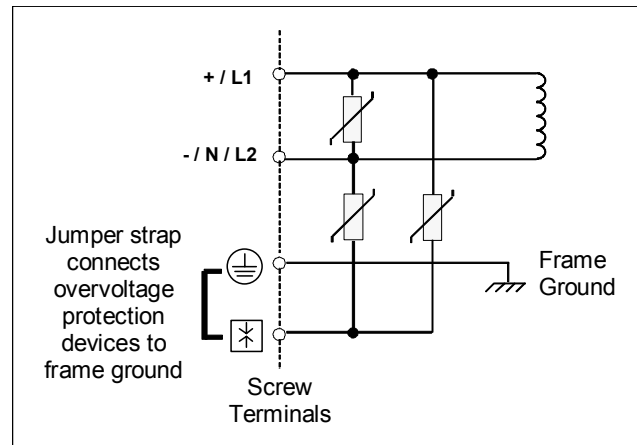 + / L1
- / N / L2
Jumper strap
connects
overvoltage
protection
devices to
frame ground
Frame
Ground
Screw
Terminals